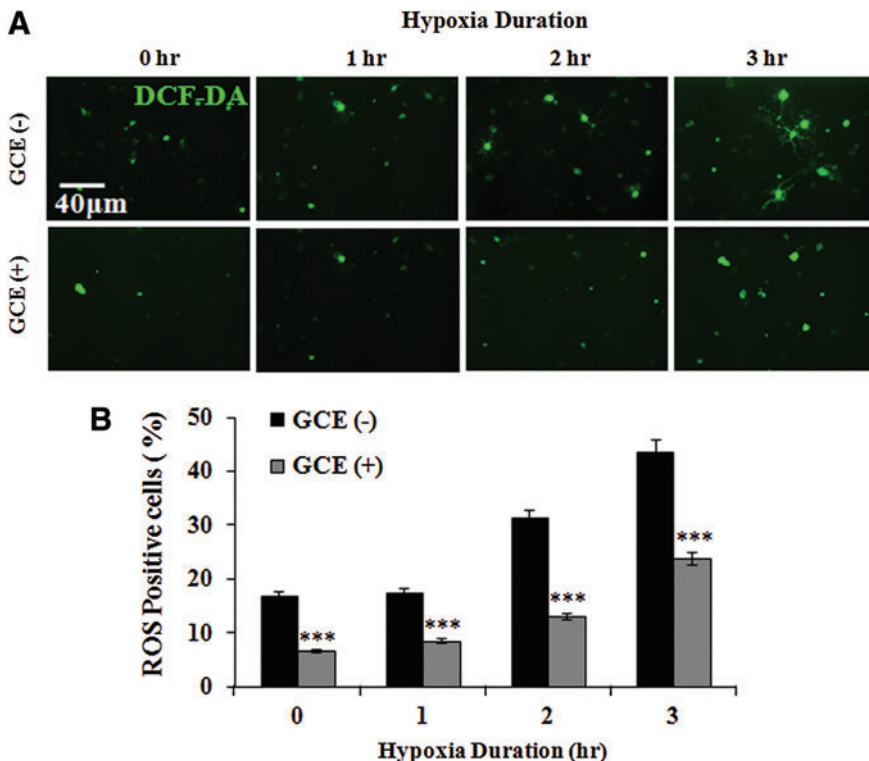 A
Hypoxia Duration
0 hr 1 hr 2 hr 3 hr
GCE (-)
DCF-DA
40µm
GCE (+)
B
ROS Positive cells ( %)
50
40
30
20
10
0
GCE (-)
GCE (+)
***
***
***
***
0 1 2 3
Hypoxia Duration (hr)